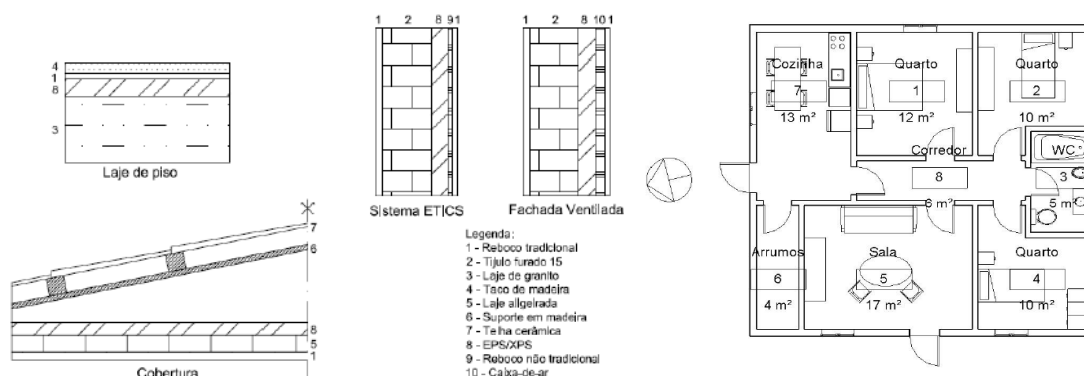 4
1
8
3
Laje de piso
7
6
8
5
1
Cobertura
1 2 8 9 1
Sistema ETICS
1 2 8 10 1
Fachada Ventilada
Legenda:
1 - Reboco tradicional
2 - Tijulo furado 15
3 - Laje de granito
4 - Taco de madeira
5 - Laje aligeirada
6 - Suporte em madeira
7 - Telha cerâmica
8 - EPS/XPS
9 - Reboco não tradicional
10 - Caixa-de-ar
Cozinha
7
13 m²
Quarto
1
12 m²
Quarto
2
10 m²
Corredor
8
6 m²
WC
3
5 m²
Arrumos
6
4 m²
Sala
5
17 m²
Quarto
4
10 m²